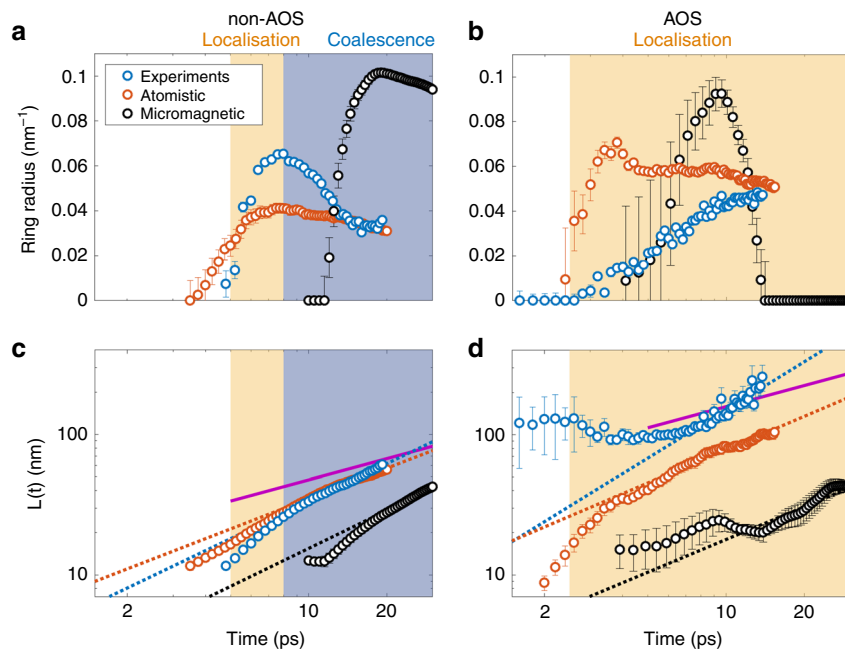 non-AOS
AOS
a
Localisation
Coalescence
b
Localisation
Experiments
Atomistic
Micromagnetic
Ring radius (nm⁻¹)
0.1
0.08
0.06
0.04
0.02
0
0.1
0.08
0.06
0.04
0.02
0
c
d
L(t) (nm)
100
10
100
10
2
10
20
2
10
20
Time (ps)
Time (ps)